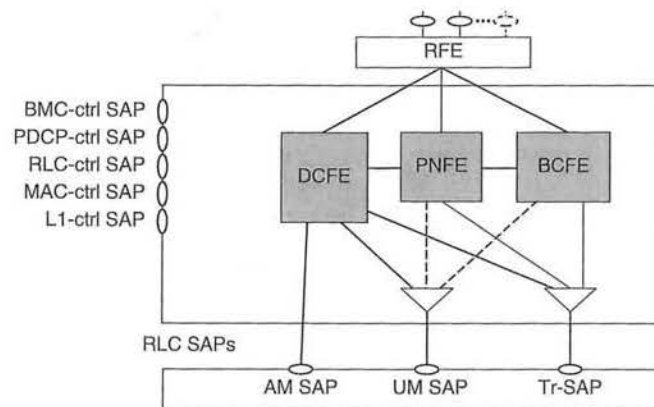 RFE
BMC-ctrl SAP
PDCP-ctrl SAP
RLC-ctrl SAP
MAC-ctrl SAP
L1-ctrl SAP
DCFE
PNFE
BCFE
RLC SAPs
AM SAP
UM SAP
Tr-SAP